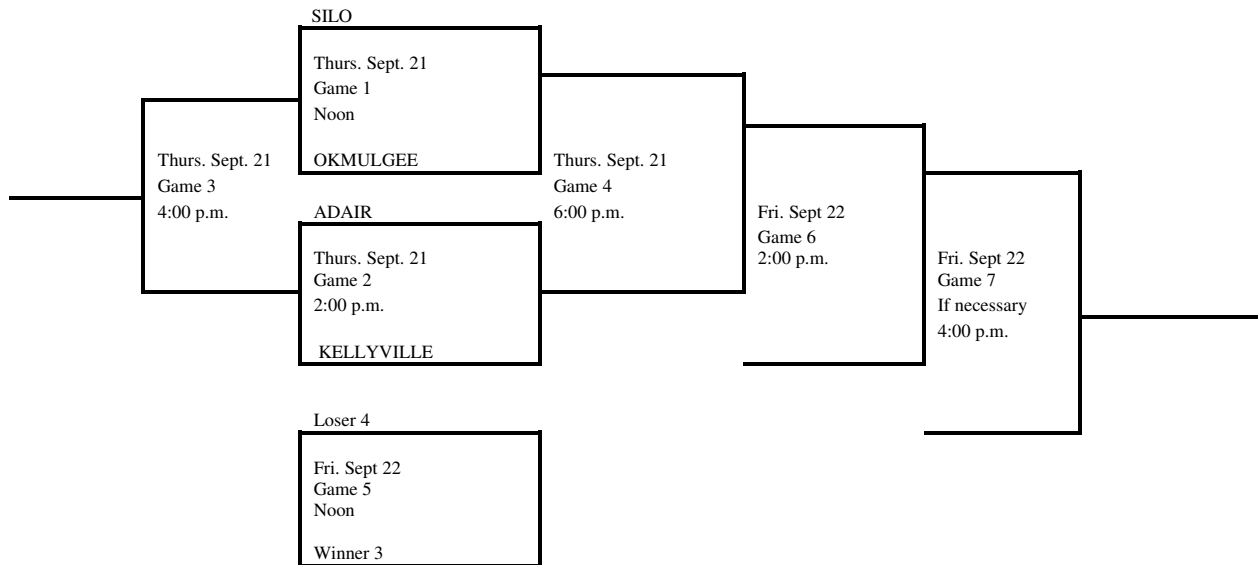 SILO
Thurs. Sept. 21
Game 1
Noon
OKMULGEE
Thurs. Sept. 21
Game 3
4:00 p.m.
ADAIR
Thurs. Sept. 21
Game 2
2:00 p.m.
KELLYVILLE
Thurs. Sept. 21
Game 4
6:00 p.m.
Fri. Sept 22
Game 6
2:00 p.m.
Fri. Sept 22
Game 7
If necessary
4:00 p.m.
Loser 4
Fri. Sept 22
Game 5
Noon
Winner 3